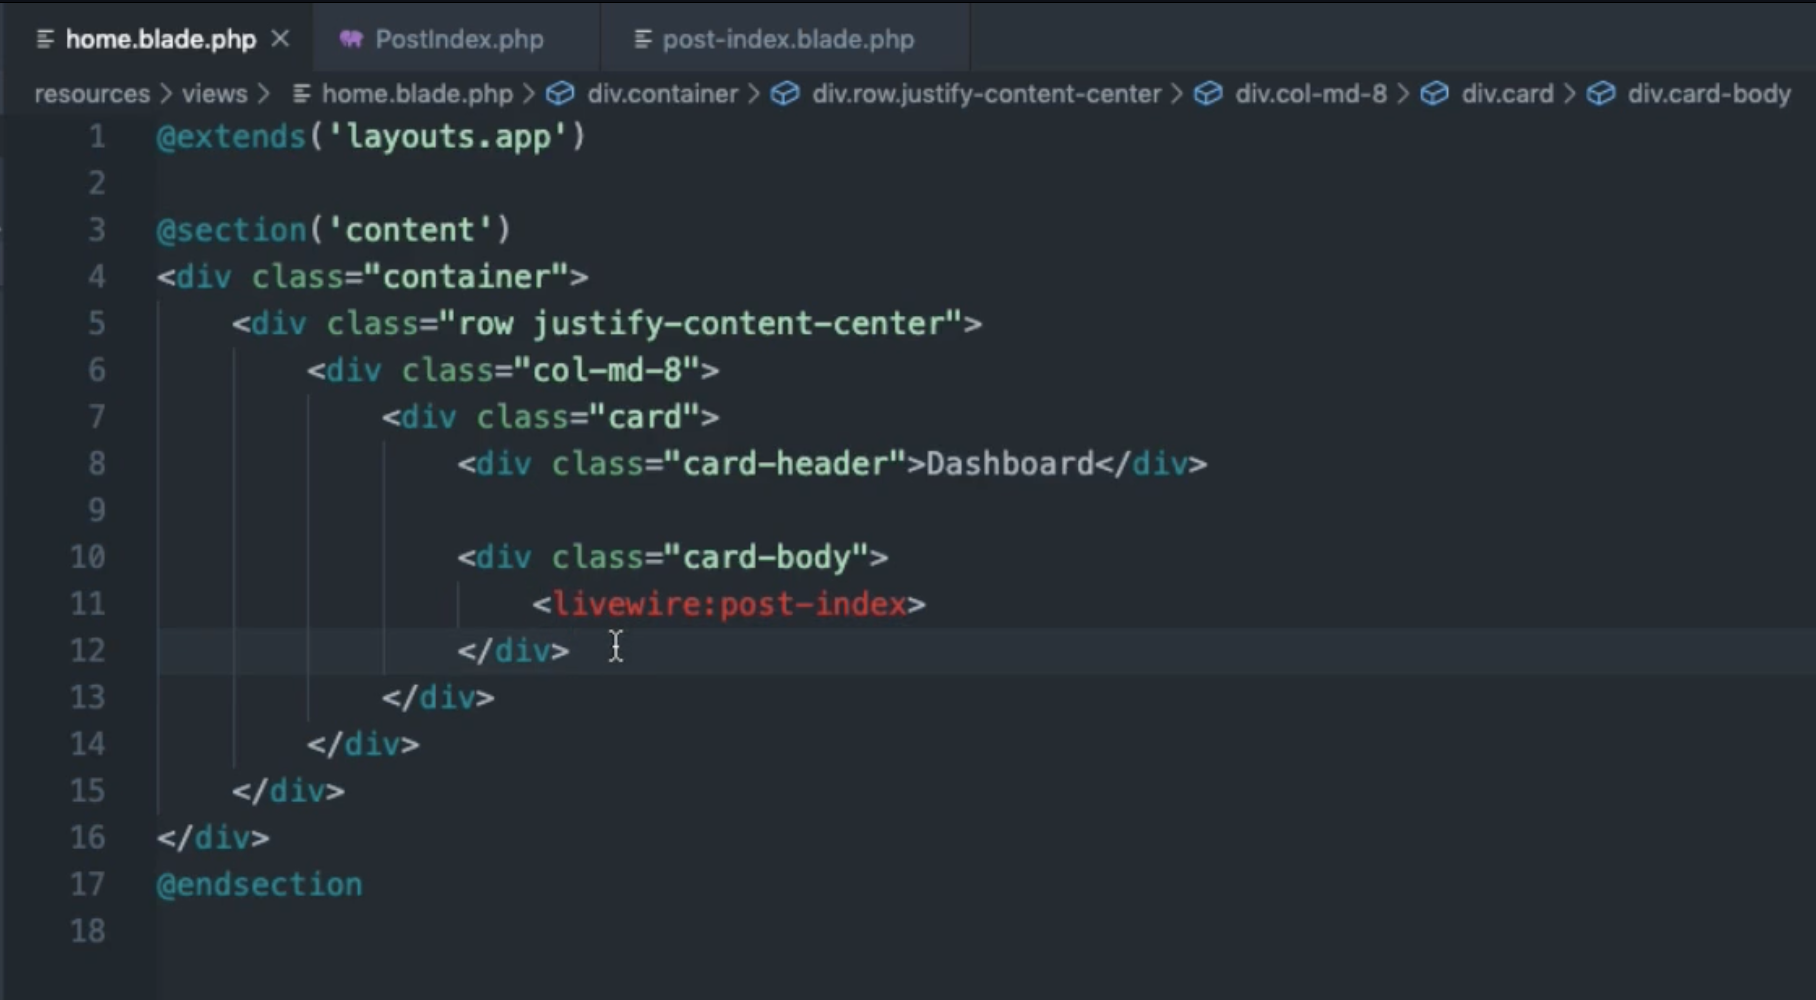 home.blade.php PostIndex.php post-index.blade.php
resources > views > home.blade.php > div.container > div.row.justify-content-center > div.col-md-8 > div.card > div.card-body
1 @extends('layouts.app')
2
3 @section('content')
4 <div class="container">
5 <div class="row justify-content-center">
6 <div class="col-md-8">
7 <div class="card">
8 <div class="card-header">Dashboard</div>
9
10 <div class="card-body">
11 <livewire:post-index>
12 </div>
13 </div>
14 </div>
15 </div>
16 </div>
17 @endsection
18